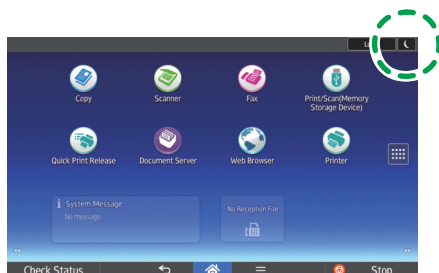 Copy
Scanner
Fax
Print/Scan(Memory
Storage Device)
Quick Print Release
Document Server
Web Browser
Printer
System Message
No message.
No Reception File
Check Status
Stop